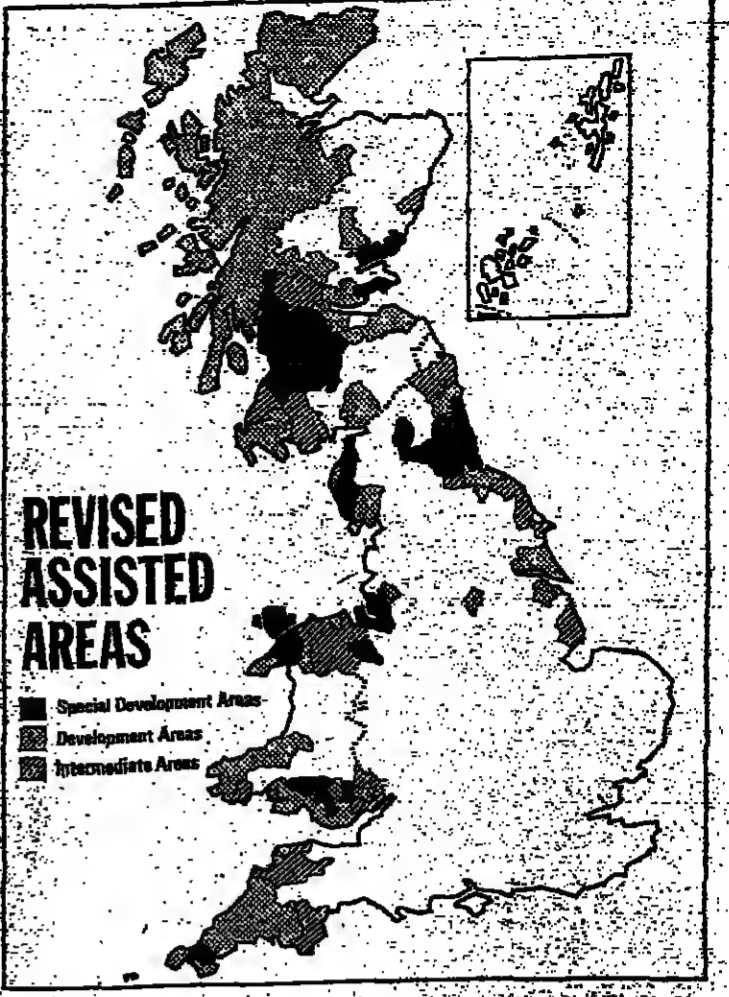 REVISED
ASSISTED
AREAS
Special Development Areas
Development Areas
Intermediate Areas